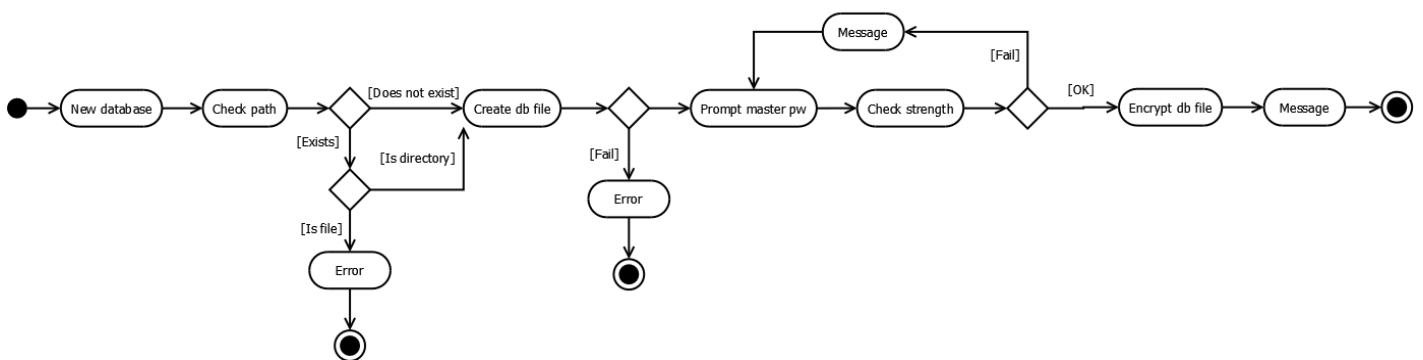 Message
[Fail]
[Does not exist]
[OK]
New database
Check path
Create db file
Prompt master pw
Check strength
Encrypt db file
Message
[Exists]
[Is directory]
[Fail]
Error
[Is file]
Error